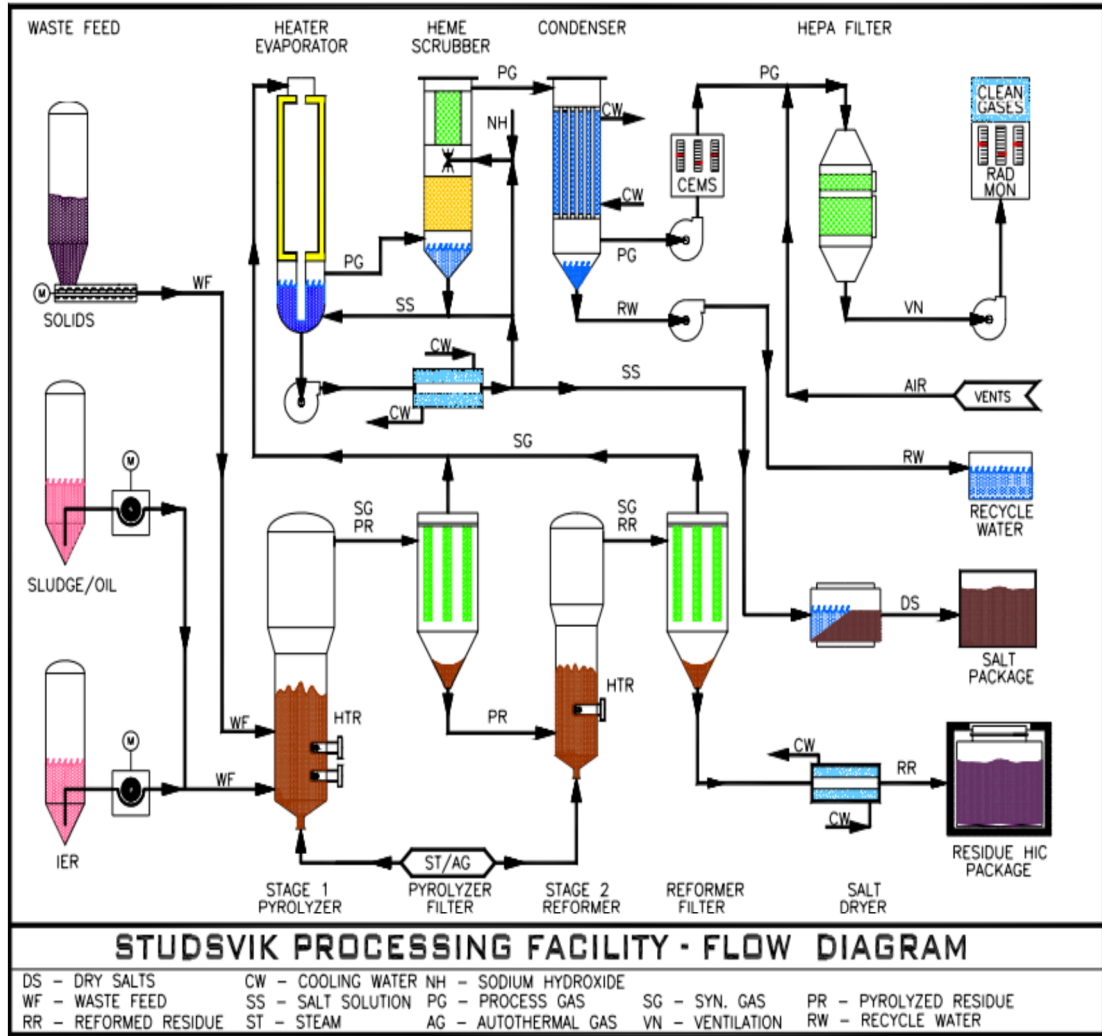 WASTE FEED
HEATER
EVAPORATOR
HEME
SCRUBBER
CONDENSER
HEPA FILTER
PG
PG
CLEAN
GASES
CW
NH
CEMS
RAD
MON
CW
PG
PG
M
WF
SOLIDS
SS
RW
VN
CW
SS
AIR
VENTS
CW
SG
RW
M
SG
PR
SG
RR
RECYCLE
WATER
SLUDGE/OIL
DS
SALT
PACKAGE
HTR
HTR
WF
PR
M
CW
WF
RR
CW
IER
ST/AG
RESIDUE HIC
PACKAGE
STAGE 1
PYROLYZER
PYROLYZER
FILTER
STAGE 2
REFORMER
REFORMER
FILTER
SALT
DRYER
STUDSVIK PROCESSING FACILITY - FLOW DIAGRAM
DS - DRY SALTS CW - COOLING WATER NH - SODIUM HYDROXIDE
WF - WASTE FEED SS - SALT SOLUTION PG - PROCESS GAS SG - SYN. GAS PR - PYROLYZED RESIDUE
RR - REFORMED RESIDUE ST - STEAM AG - AUTOTHERMAL GAS VN - VENTILATION RW - RECYCLE WATER